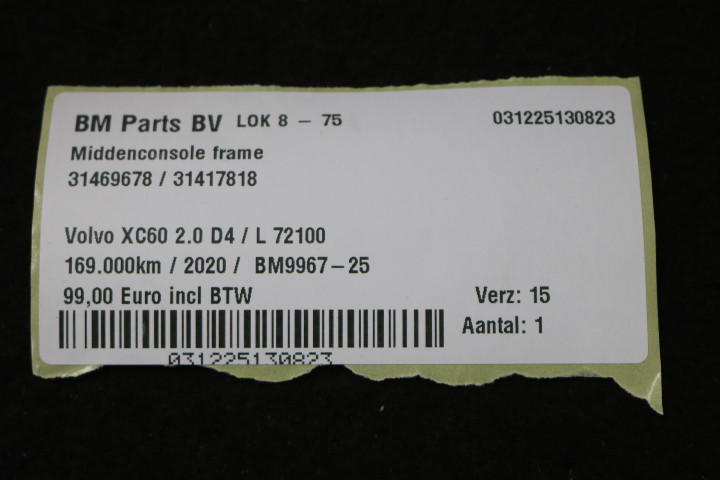 BM Parts BV LOK 8 - 75 031225130823
Middenconsole frame
31469678 / 31417818
Volvo XC60 2.0 D4 / L 72100
169.000km / 2020 / BM9967-25
99,00 Euro incl BTW Verz: 15
Aantal: 1
031225130823